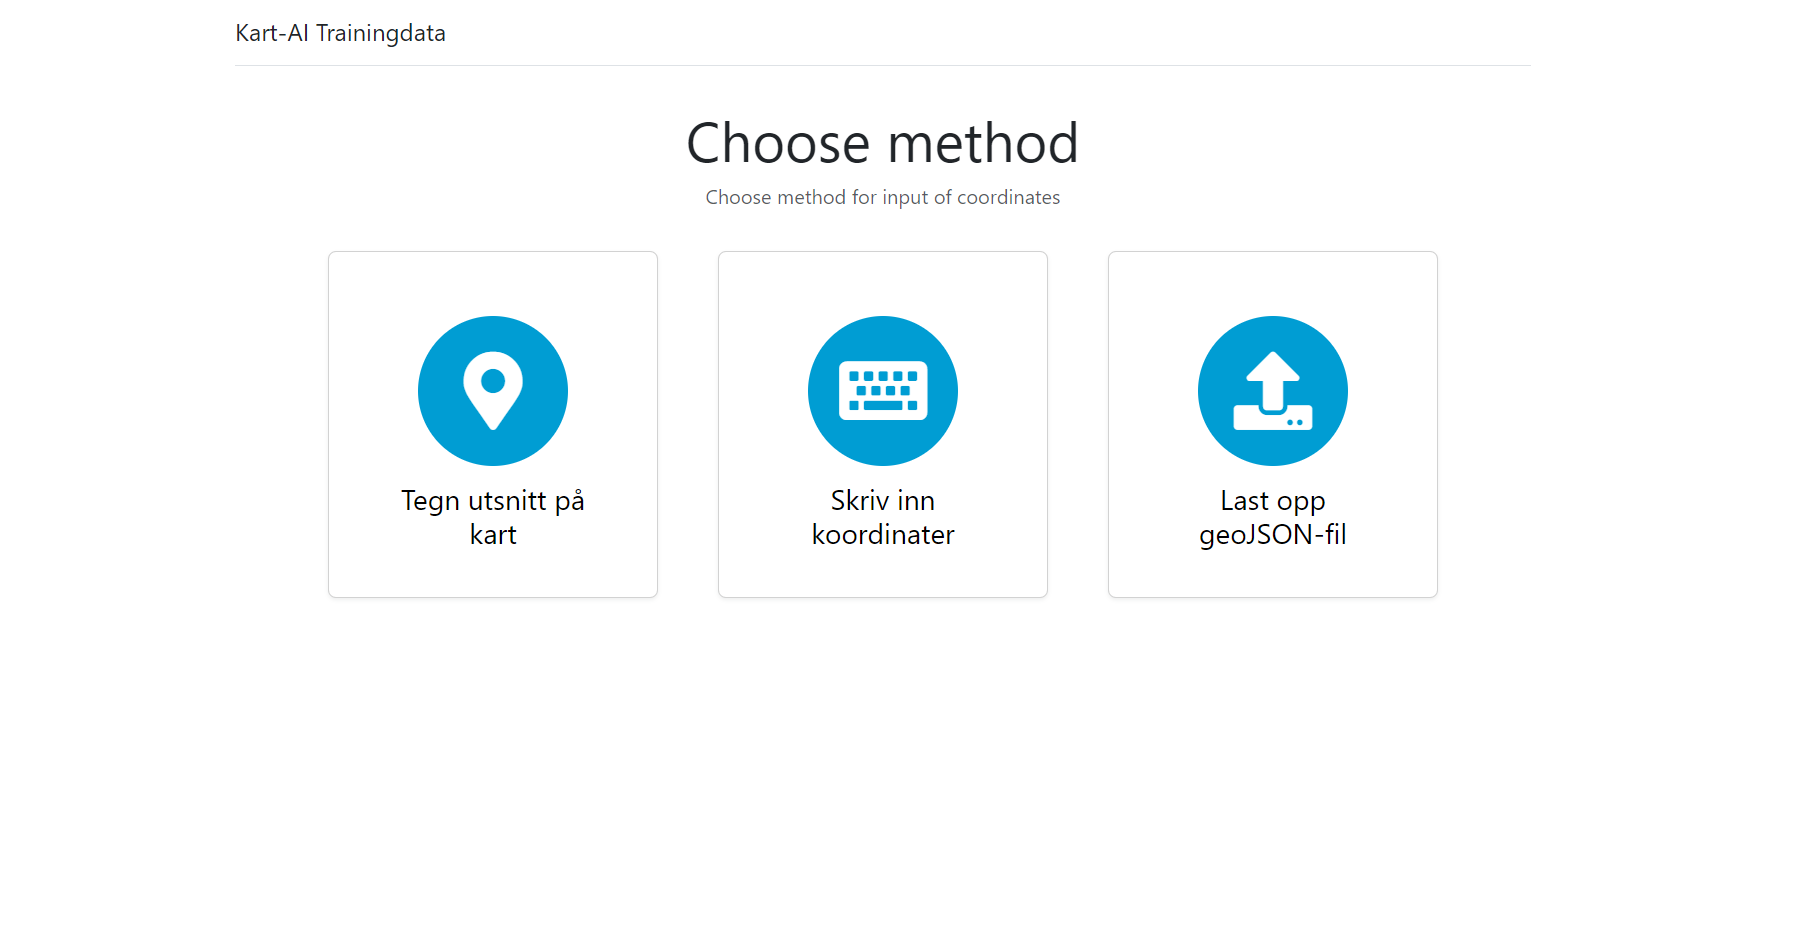 Kart-AI Trainingdata
Choose method
Choose method for input of coordinates
Tegn utsnitt på
kart
Skriv inn
koordinater
Last opp
geoJSON-fil